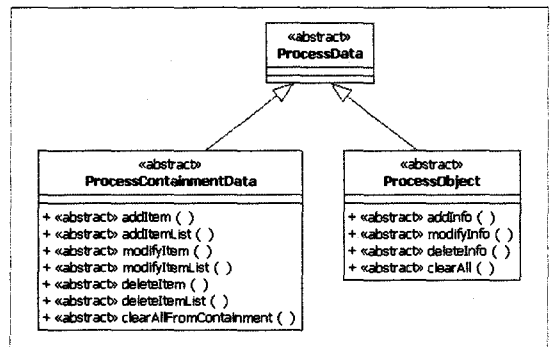 «abstract»
ProcessData
«abstract»
ProcessContainmentData
+ «abstract» addItem ( )
+ «abstract» addItemList ( )
+ «abstract» modifyItem ( )
+ «abstract» modifyItemList ( )
+ «abstract» deleteItem ( )
+ «abstract» deleteItemList ( )
+ «abstract» clearAllFromContainment ( )
«abstract»
ProcessObject
+ «abstract» addInfo ( )
+ «abstract» modifyInfo ( )
+ «abstract» deleteInfo ( )
+ «abstract» clearAll ( )